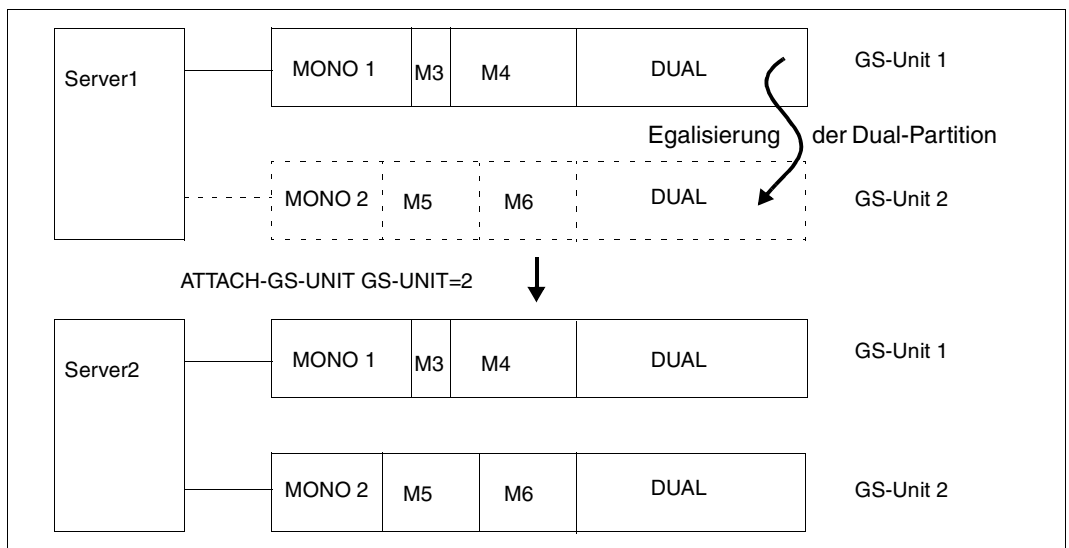 Server1
MONO 1 M3 M4 DUAL GS-Unit 1
Egalisierung der Dual-Partition
MONO 2 M5 M6 DUAL GS-Unit 2
ATTACH-GS-UNIT GS-UNIT=2
Server2
MONO 1 M3 M4 DUAL GS-Unit 1
MONO 2 M5 M6 DUAL GS-Unit 2